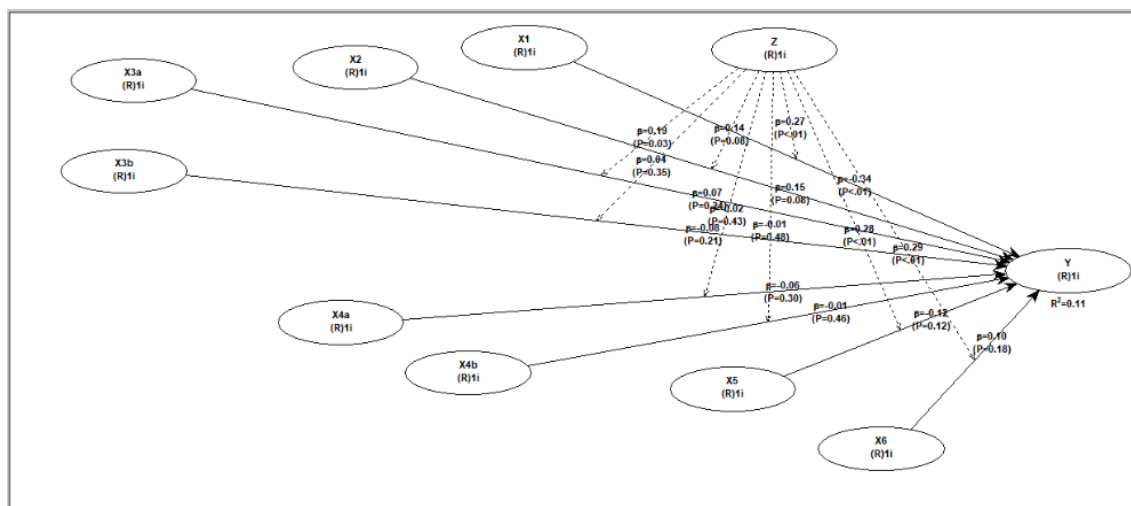 X1
(R)1i
Z
(R)1i
X2
(R)1i
X3a
(R)1i
X3b
(R)1i
β=0.19
(P=0.03)
β=0.14
(P=0.08)
β=0.27
(P<.01)
β=0.04
(P=0.35)
β=-0.34
(P<.01)
β=0.15
(P=0.08)
β=0.07
(P=0.24)
β=-0.02
(P=0.43)
β=-0.01
(P=0.48)
β=-0.08
(P=0.21)
β=0.28
(P<.01)
β=0.29
(P<.01)
Y
(R)1i
R²=0.11
β=-0.06
(P=0.30)
β=-0.01
(P=0.46)
β=-0.12
(P=0.12)
β=0.10
(P=0.18)
X4a
(R)1i
X4b
(R)1i
X5
(R)1i
X6
(R)1i